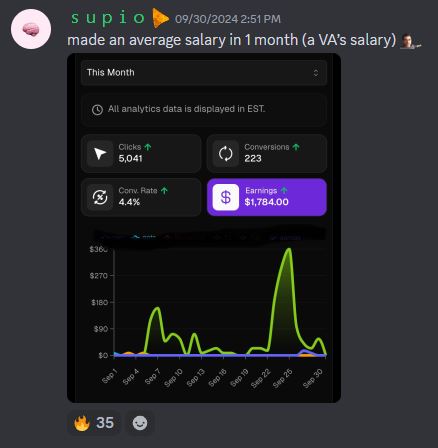 s u p i o 09/30/2024 2:51 PM
made an average salary in 1 month (a VA's salary)
This Month
All analytics data is displayed in EST.
Clicks
5,041
Conversions
223
Conv. Rate
4.4%
Earnings
$1,784.00
$360
$270
$180
$90
$0
Sep 1 Sep 4 Sep 7 Sep 10 Sep 13 Sep 16 Sep 19 Sep 22 Sep 25 Sep 30
35